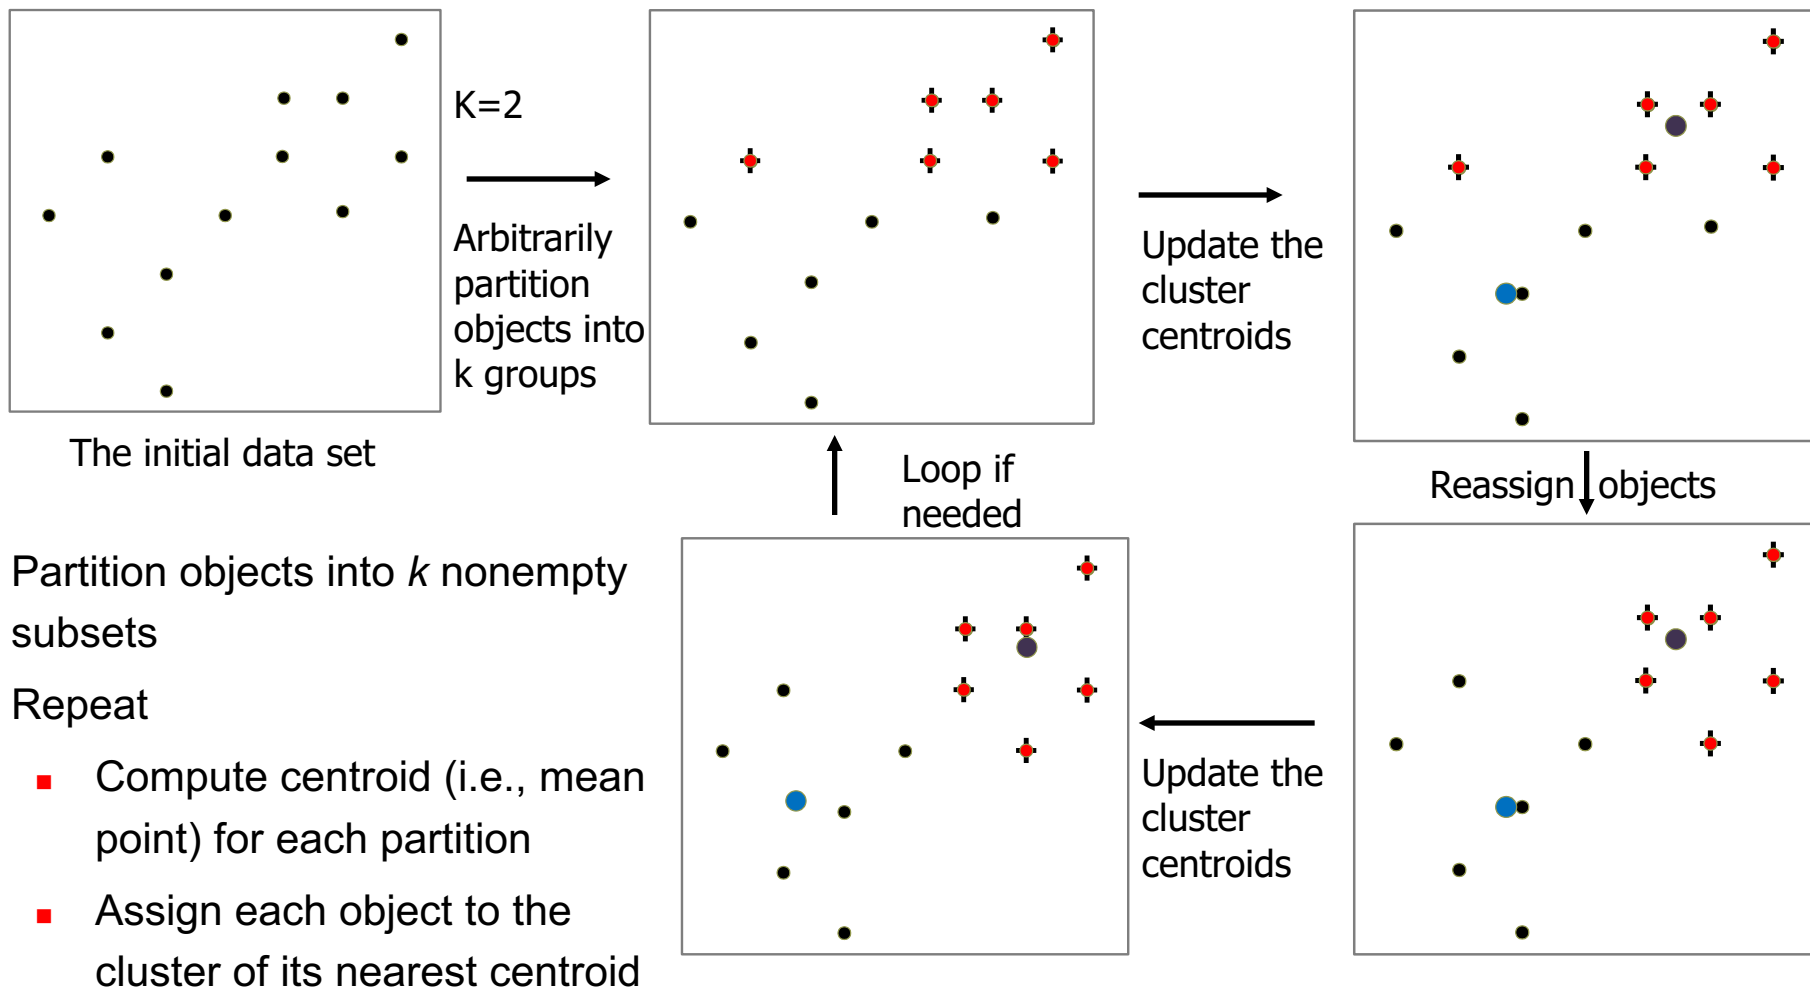 K=2
Arbitrarily
partition
objects into
k groups
Update the
cluster
centroids
The initial data set
Loop if
needed
Reassign objects
Update the
cluster
centroids
Partition objects into k nonempty
subsets
Repeat
Compute centroid (i.e., mean
point) for each partition
Assign each object to the
cluster of its nearest centroid